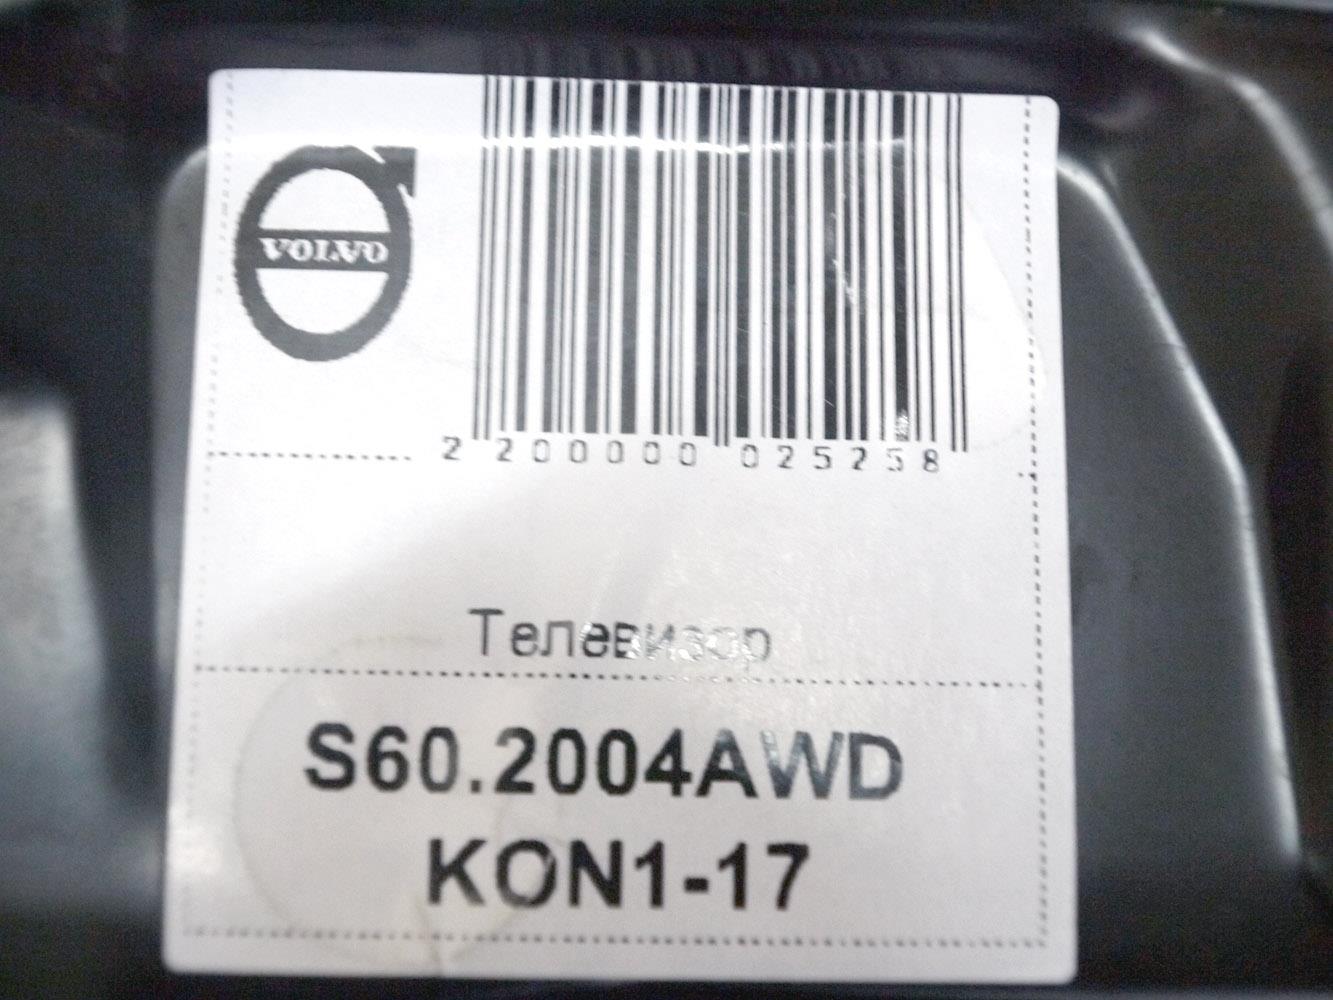 VOLVO
2 200000 025258
Телевизор
S60.2004AWD
KON1-17